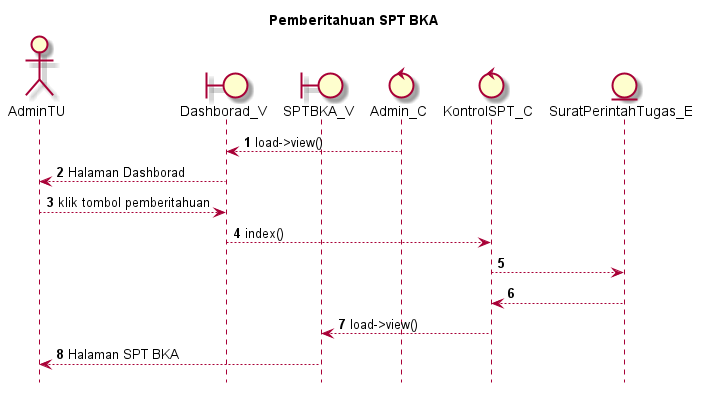 Pemberitahuan SPT BKA
AdminTU
Dashborad_V
SPTBKA_V
Admin_C
KontrolSPT_C
SuratPerintahTugas_E
1 load->view()
2 Halaman Dashborad
3 klik tombol pemberitahuan
4 index()
5
6
7 load->view()
8 Halaman SPT BKA